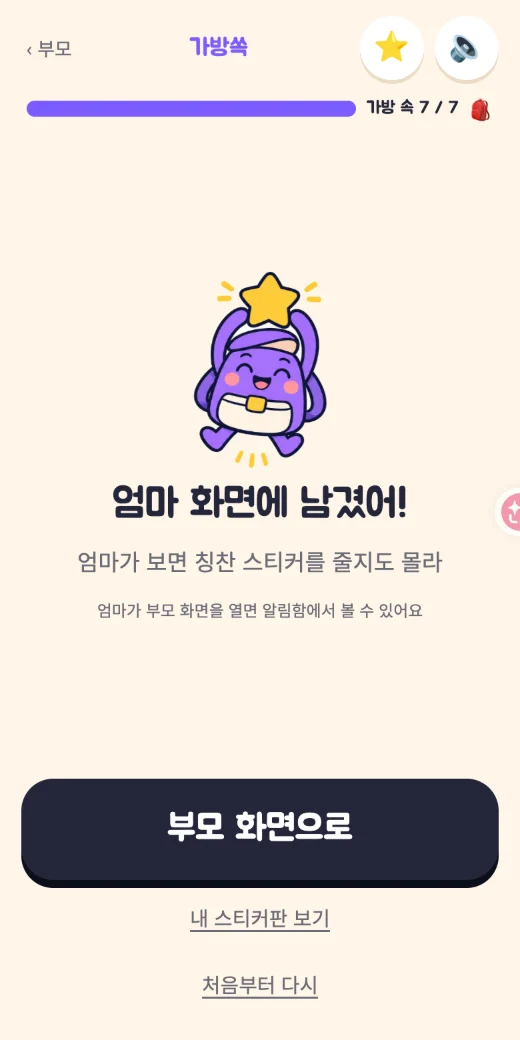 ‹ 부모
가방쏙
가방 속 7 / 7
엄마 화면에 남겼어!
엄마가 보면 칭찬 스티커를 줄지도 몰라
엄마가 부모 화면을 열면 알림함에서 볼 수 있어요
부모 화면으로
내 스티커판 보기
처음부터 다시